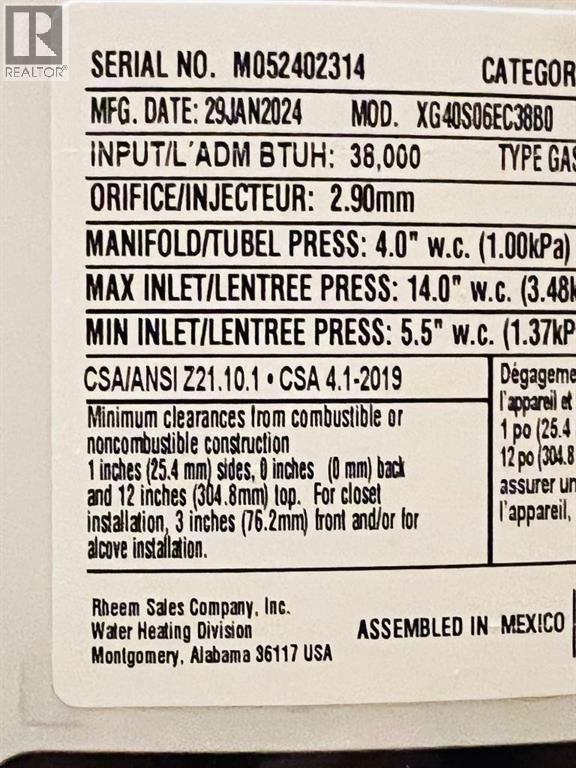 REALTOR®
SERIAL NO. M052402314 CATEGOR
MFG. DATE: 29JAN2024 MOD. XG40S06EC38B0
INPUT/L'ADM BTUH: 38,000 TYPE GAS
ORIFICE/INJECTEUR: 2.90mm
MANIFOLD/TUBEL PRESS: 4.0" w.c. (1.00kPa)
MAX INLET/LENTREE PRESS: 14.0" w.c. (3.48k
MIN INLET/LENTREE PRESS: 5.5" w.c. (1.37kP
CSA/ANSI Z21.10.1 • CSA 4.1-2019
Minimum clearances from combustible or
noncombustible construction
1 inches (25.4 mm) sides, 0 inches (0 mm) back
and 12 inches (304.8mm) top. For closet
installation, 3 inches (76.2mm) front and/or for
alcove installation.
Dégageme
l'appareil et
1 po (25.4
12 po (304.8
assurer un
l'appareil,
Rheem Sales Company, Inc.
Water Heating Division
Montgomery, Alabama 36117 USA
ASSEMBLED IN MEXICO